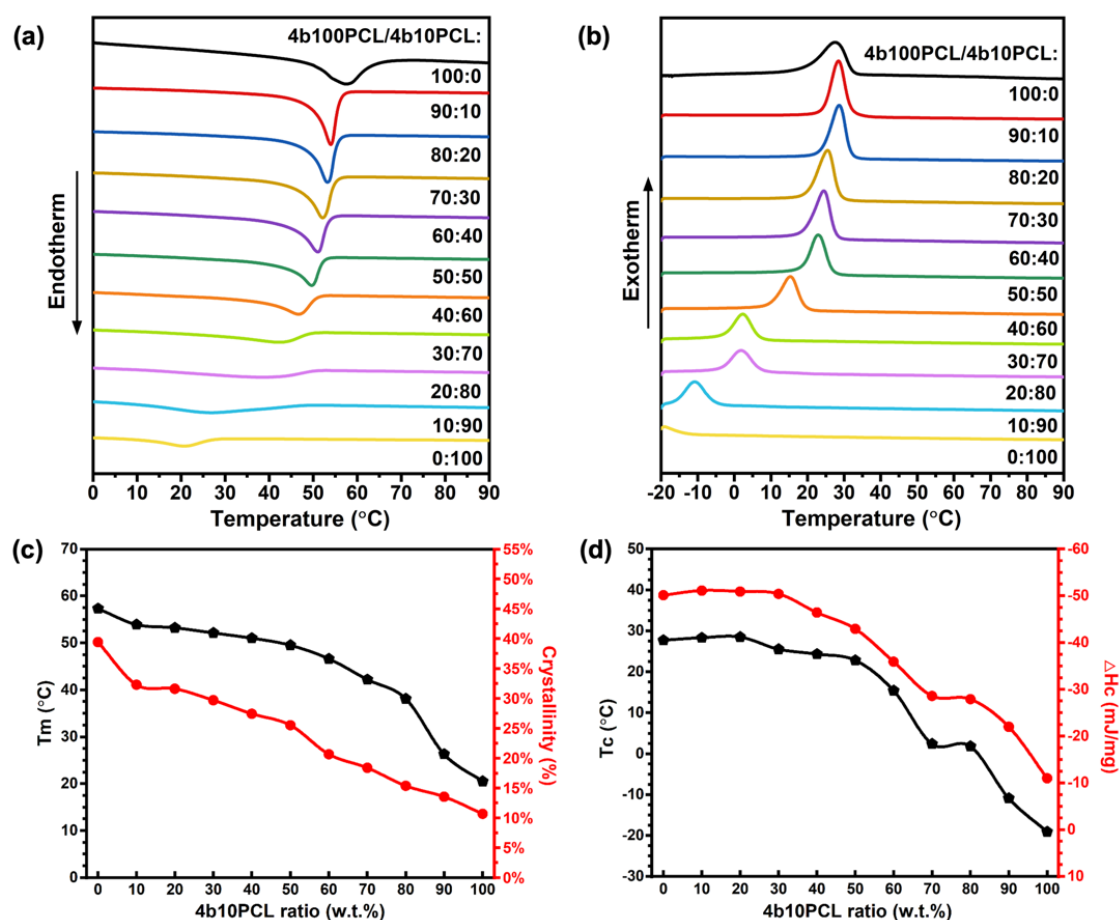 (a)
4b100PCL/4b10PCL:
100:0
90:10
80:20
70:30
60:40
50:50
40:60
30:70
20:80
10:90
0:100
Endotherm
0 10 20 30 40 50 60 70 80 90
Temperature (°C)
(b)
4b100PCL/4b10PCL:
100:0
90:10
80:20
70:30
60:40
50:50
40:60
30:70
20:80
10:90
0:100
Exotherm
-20 -10 0 10 20 30 40 50 60 70 80 90
Temperature (°C)
(c)
70
60
50
40
30
20
10
0
Tm (°C)
55%
50%
45%
40%
35%
30%
25%
20%
15%
10%
5%
0%
Crystallinity (%)
0 10 20 30 40 50 60 70 80 90 100
4b10PCL ratio (w.t.%)
(d)
50
40
30
20
10
0
-10
-20
-30
Tc (°C)
-60
-50
-40
-30
-20
-10
0
10
△Hc (mJ/mg)
0 10 20 30 40 50 60 70 80 90 100
4b10PCL ratio (w.t.%)